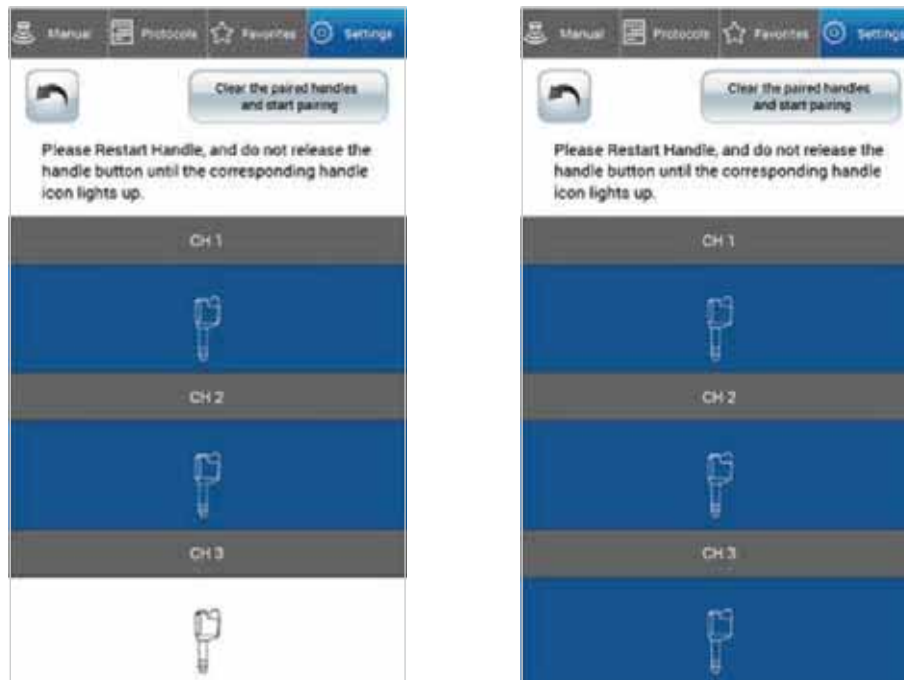 Manual Protocols Favorites Settings
Clear the paired handles
and start pairing
Please Restart Handle, and do not release the
handle button until the corresponding handle
icon lights up.
CH 1
CH 2
CH 3
Manual Protocols Favorites Settings
Clear the paired handles
and start pairing
Please Restart Handle, and do not release the
handle button until the corresponding handle
icon lights up.
CH 1
CH 2
CH 3